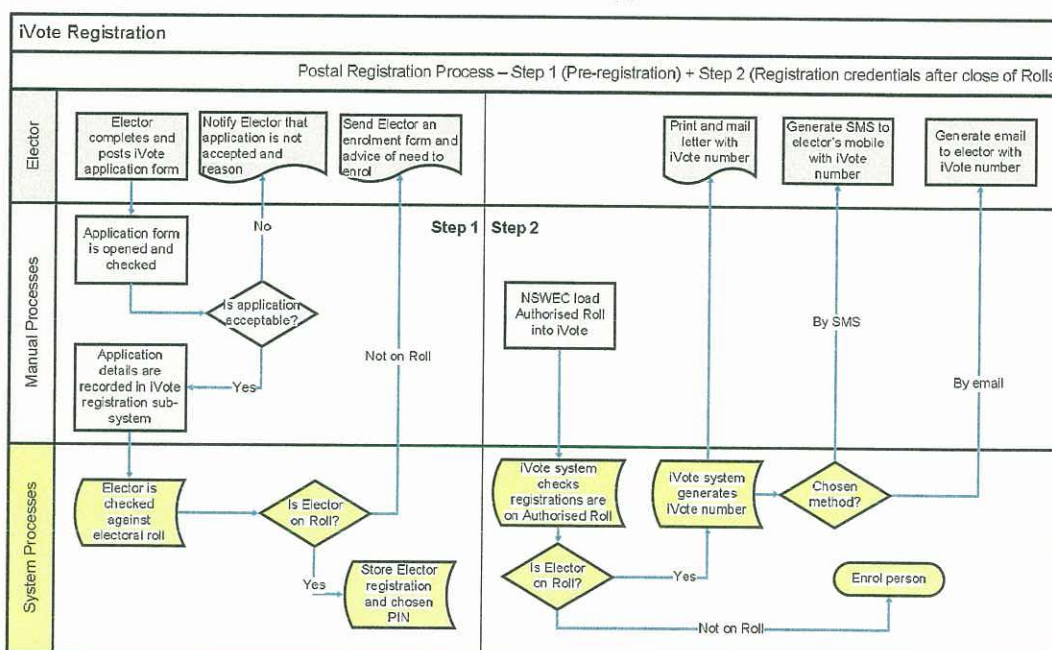 iVote Registration
Postal Registration Process – Step 1 (Pre-registration) + Step 2 (Registration credentials after close of Rolls
Elector
Elector
completes and
posts iVote
application form
Notify Elector that
application is not
accepted and
reason
Send Elector an
enrolment form and
advice of need to
enrol
Print and mail
letter with
iVote number
Generate SMS to
elector's mobile
with iVote
number
Generate email
to elector with
iVote number
Manual Processes
Application form
is opened and
checked
No
Is application
acceptable?
Yes
Application
details are
recorded in iVote
registration sub-
system
Not on Roll
Step 1
Step 2
NSWEC load
Authorised Roll
into iVote
By SMS
By email
System Processes
Elector is
checked
against
electoral roll
Is Elector
on Roll?
Yes
Store Elector
registration
and chosen
PIN
iVote system
checks
registrations are
on Authorised Roll
Is Elector
on Roll?
Yes
iVote system
generates
iVote number
Chosen
method?
Enrol person
Not on Roll